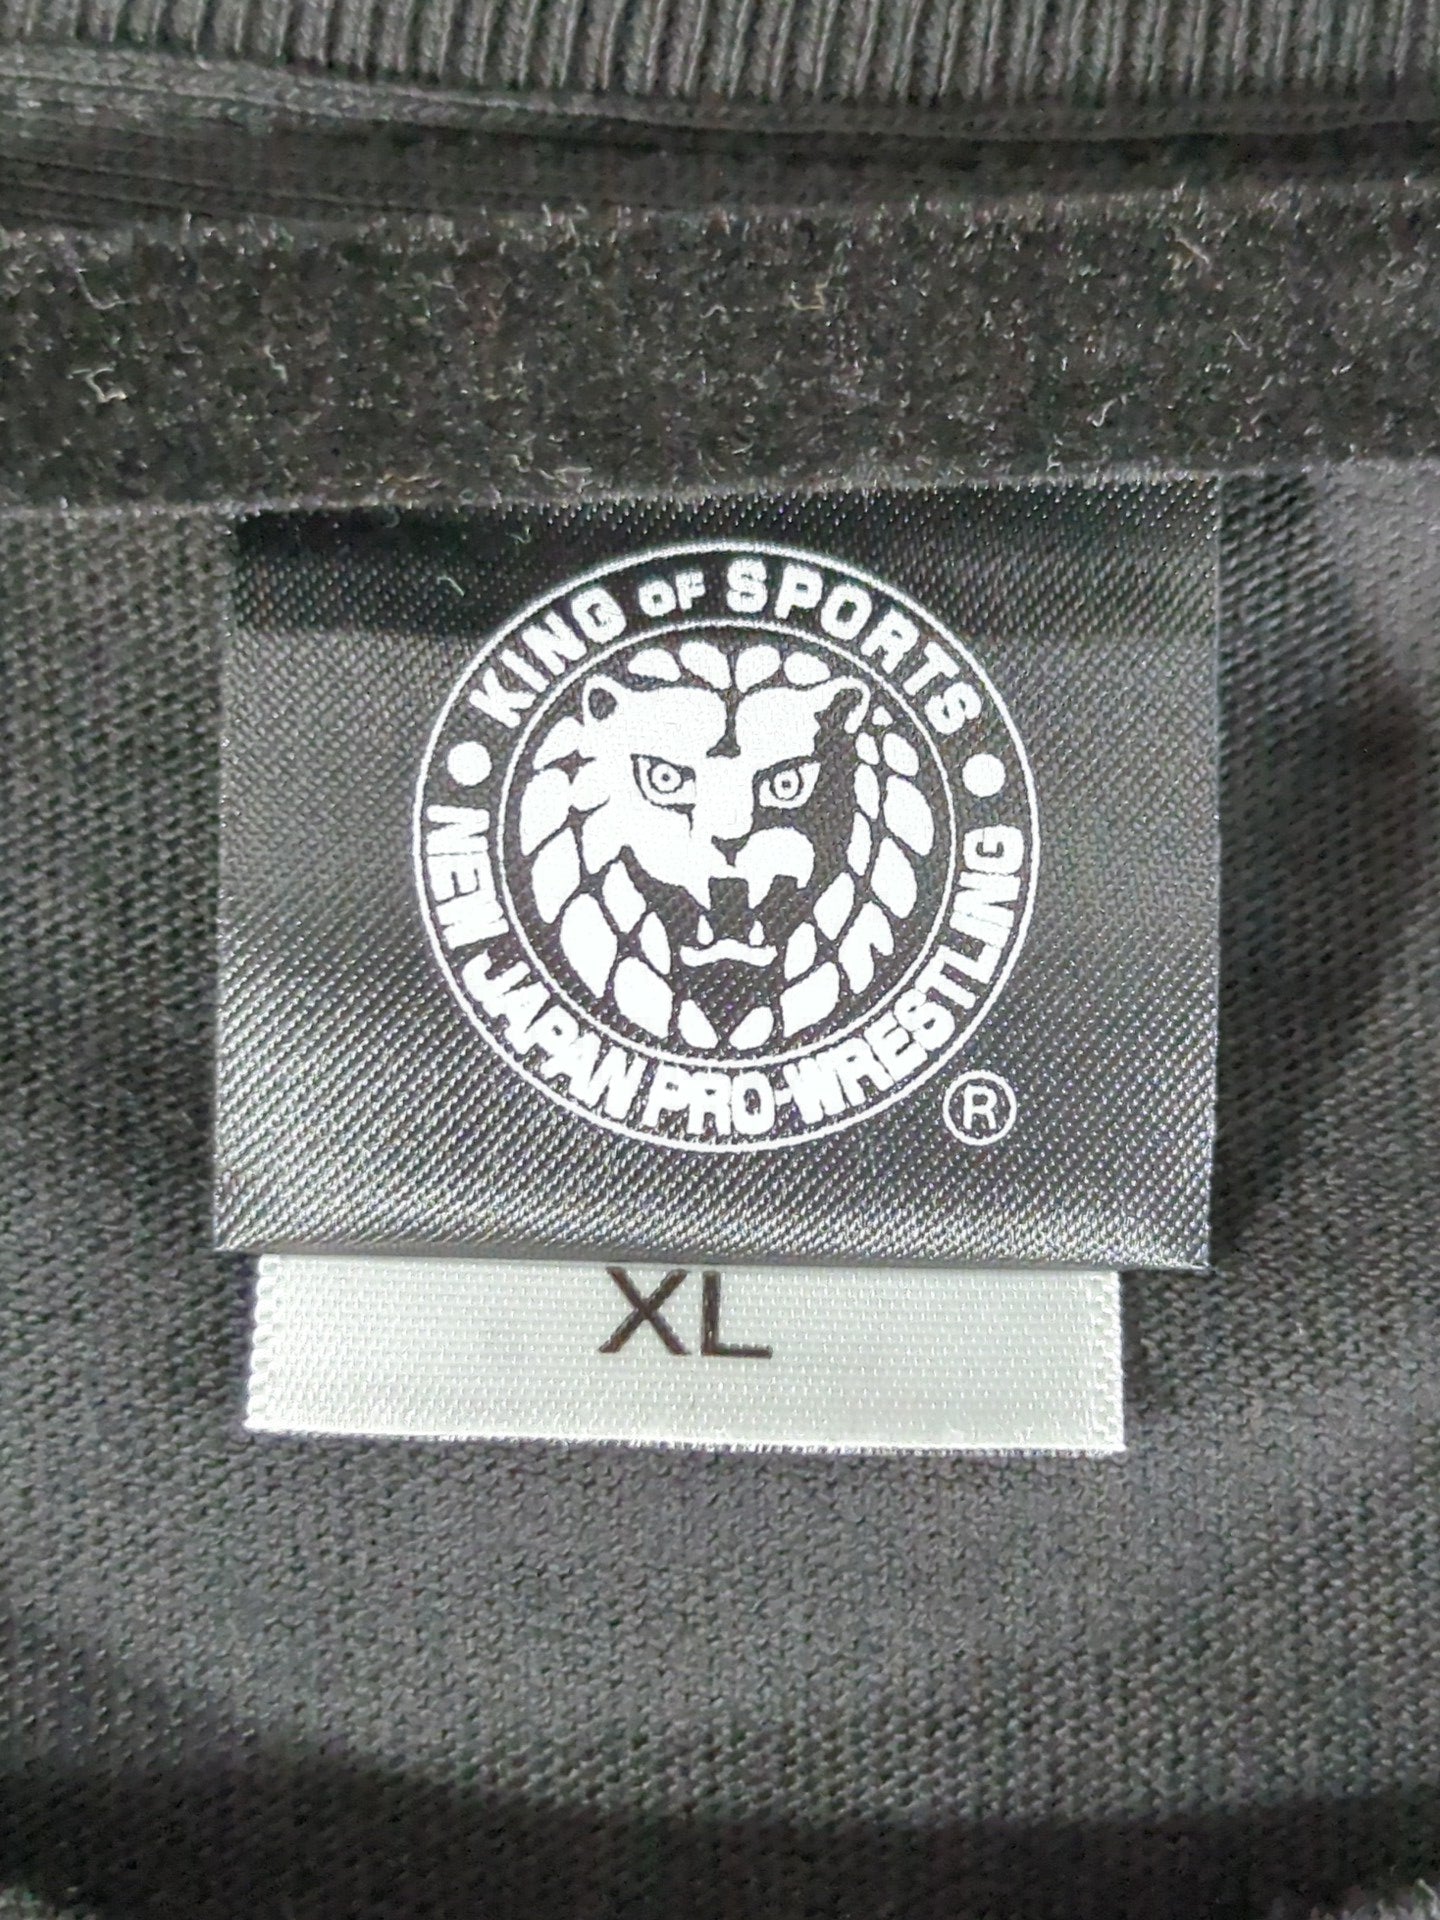 KING OF SPORTS
NEW JAPAN PRO-WRESTLING
®
XL